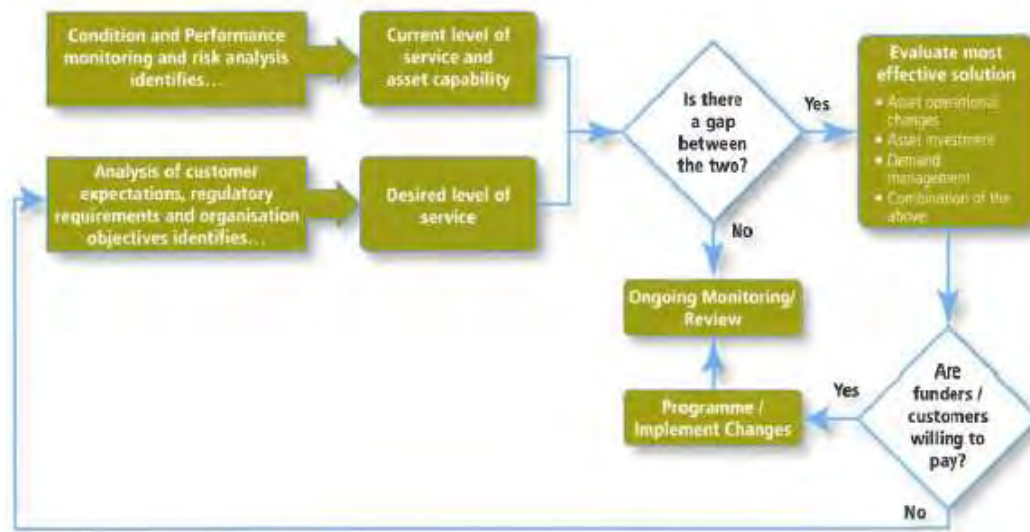 Condition and Performance
monitoring and risk analysis
identifies...
Current level of
service and
asset capability
Is there
a gap
between
the two?
Yes
Evaluate most
effective solution
• Asset operational
changes
• Asset investment
• Demand
management
• Combination of the
above
Analysis of customer
expectations, regulatory
requirements and organisation
objectives identifies...
Desired level of
service
No
Ongoing Monitoring/
Review
Programme /
Implement Changes
Yes
Are
funders /
customers
willing to
pay?
No